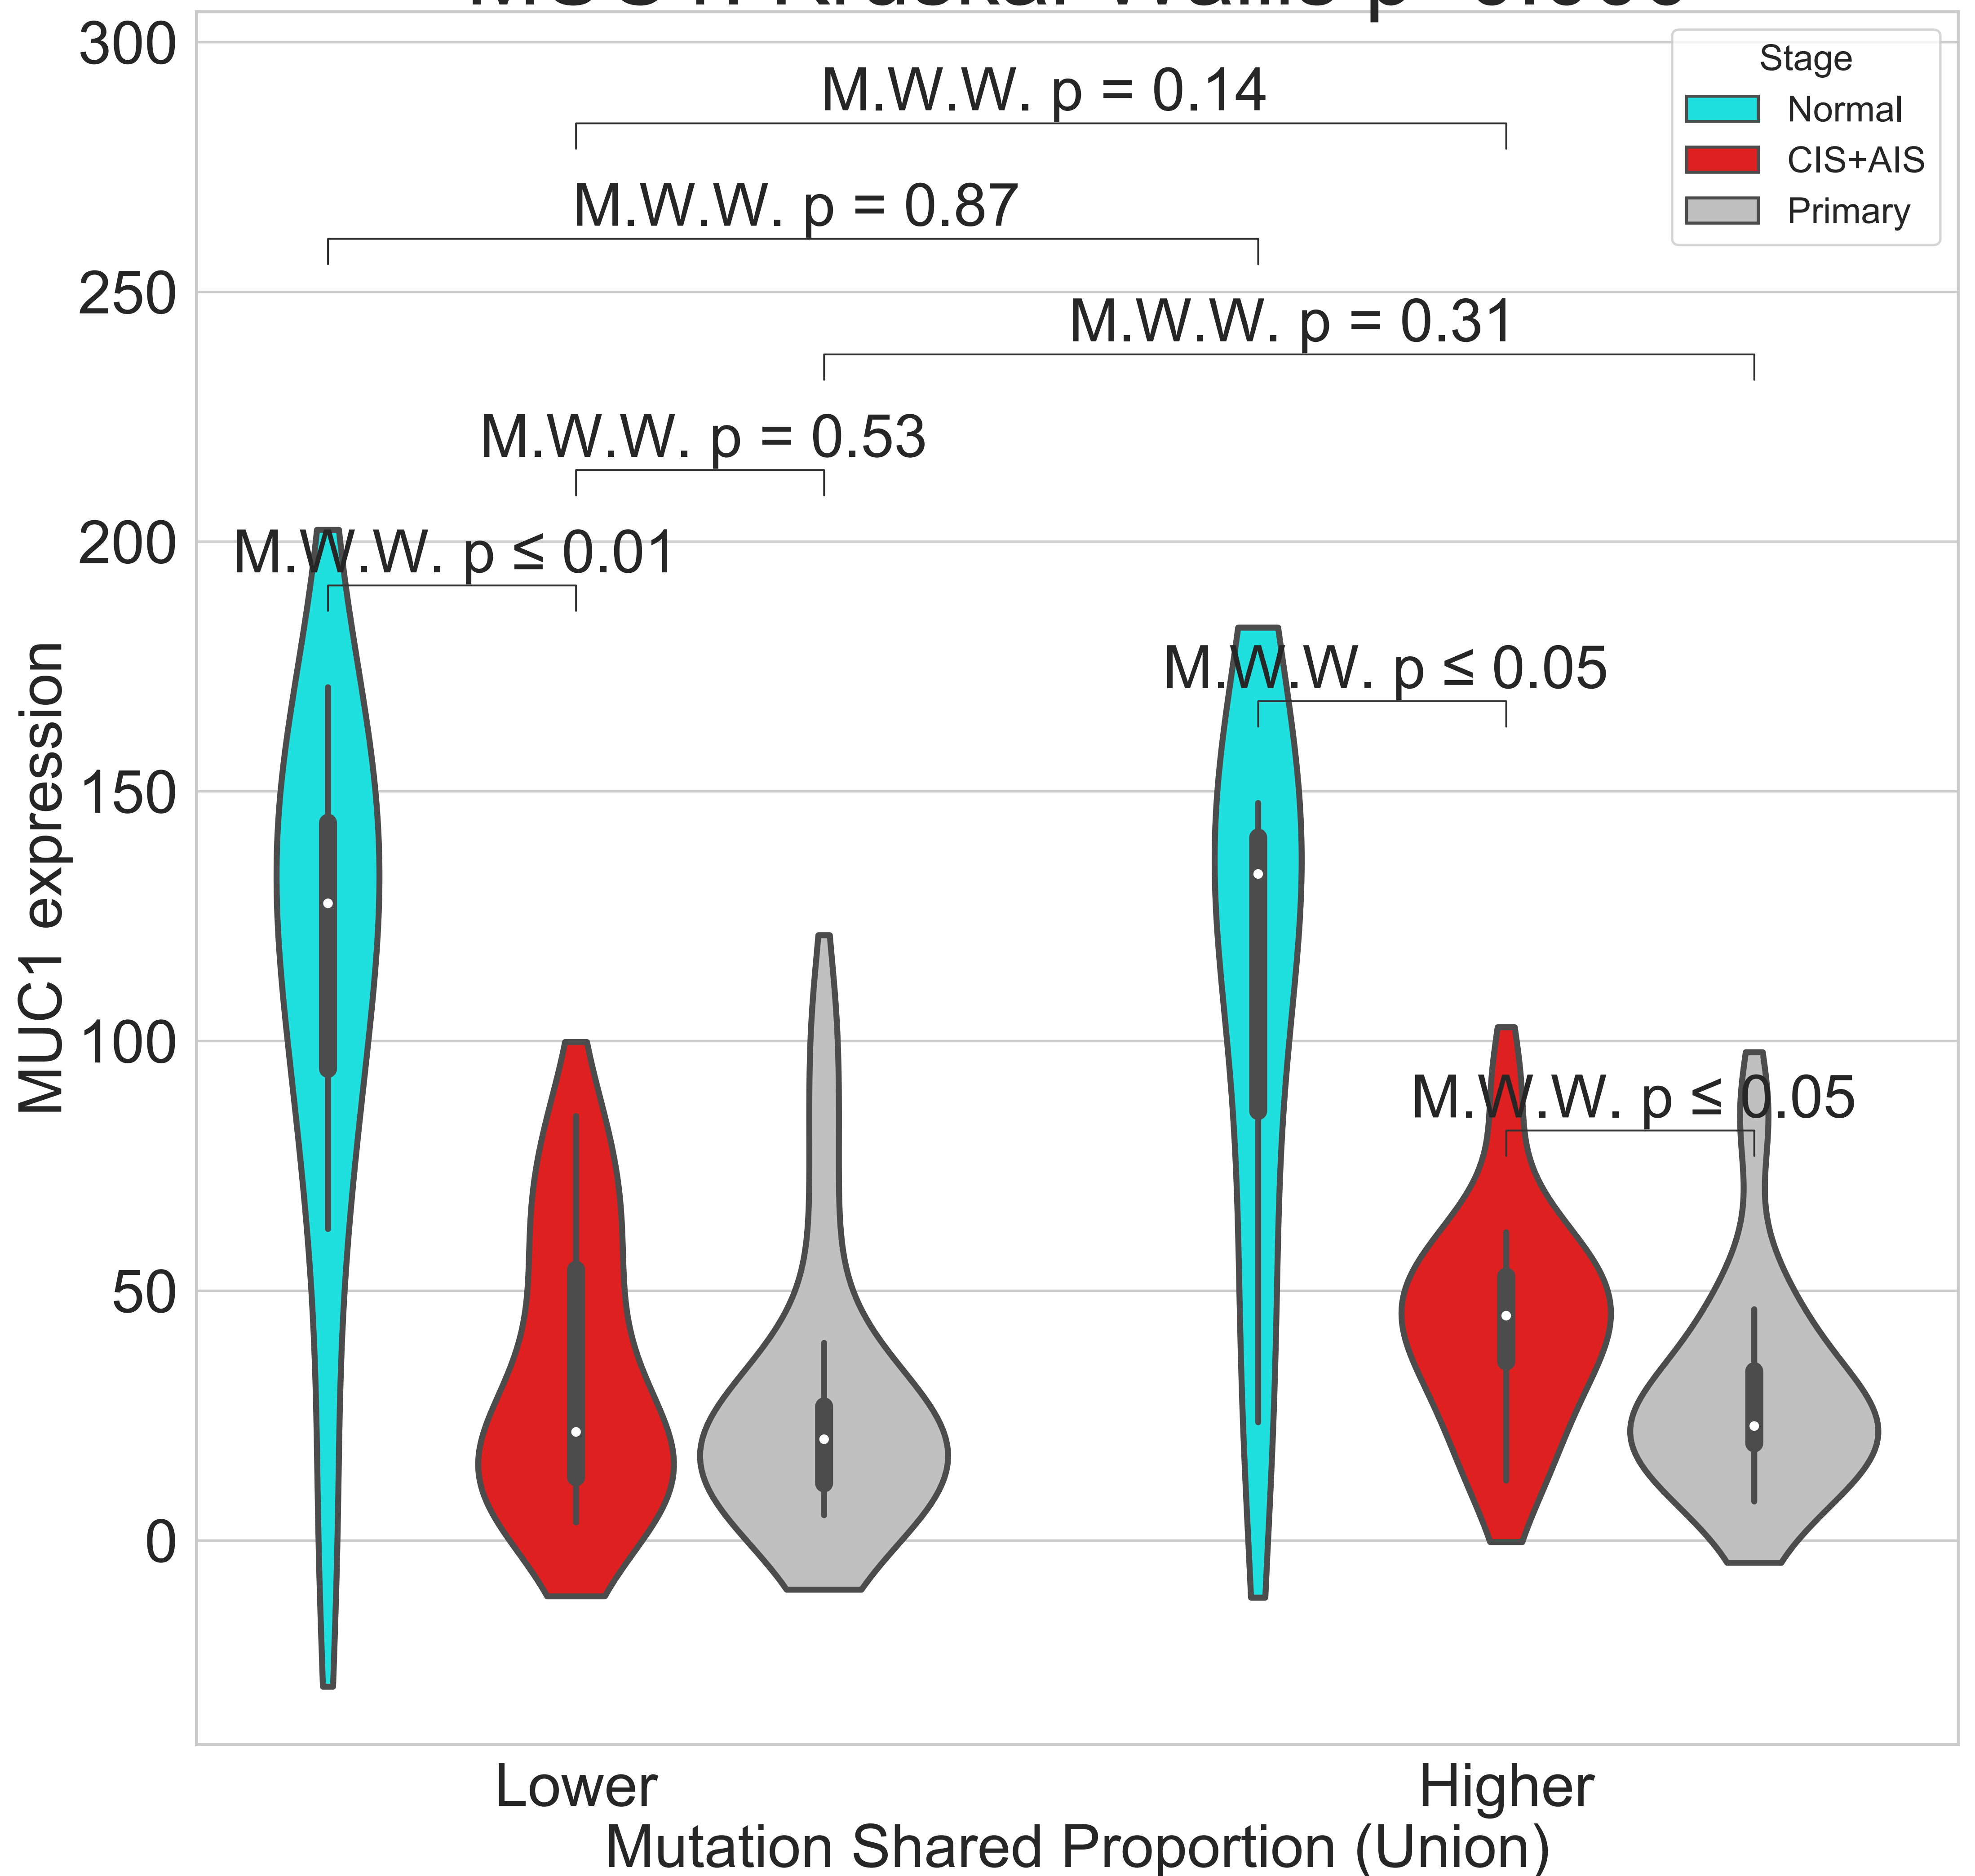 300
Stage
Normal
CIS+AIS
Primary
M.W.W. p = 0.14
M.W.W. p = 0.87
250
M.W.W. p = 0.31
M.W.W. p = 0.53
200
M.W.W. p ≤ 0.01
M.W.W. p ≤ 0.05
150
MUC1 expression
100
M.W.W. p ≤ 0.05
50
0
Lower
Higher
Mutation Shared Proportion (Union)